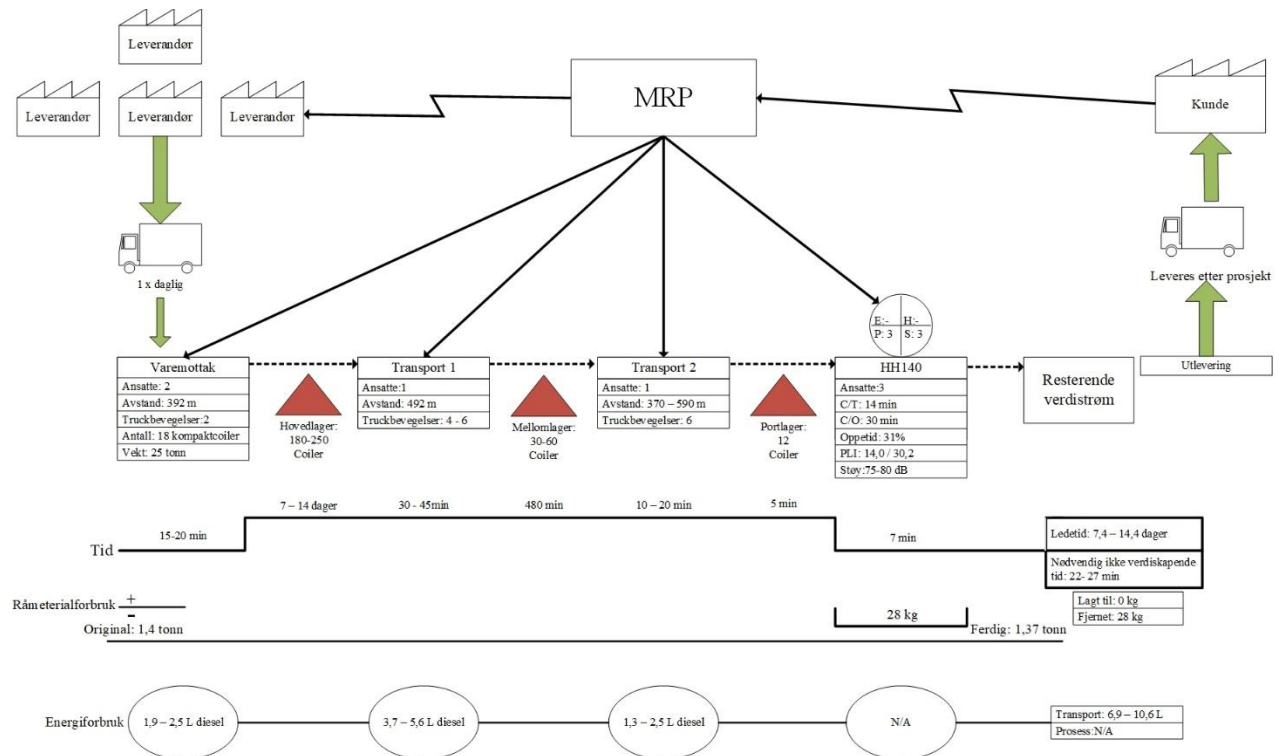 Leverandør
Leverandør
Leverandør
Leverandør
MRP
Kunde
1 x daglig
Leveres etter prosjekt
Utlevering
E:-
H:-
P: 3
S: 3
Varemottak
Ansatte: 2
Avstand: 392 m
Truckbevegelser:2
Antall: 18 kompaktcoiler
Vekt: 25 tonn
Hovedlager:
180-250
Coiler
Transport 1
Ansatte:1
Avstand: 492 m
Truckbevegelser: 4 - 6
Mellomlager:
30-60
Coiler
Transport 2
Ansatte: 1
Avstand: 370 – 590 m
Truckbevegelser: 6
Portlager:
12
Coiler
HH140
Ansatte:3
C/T: 14 min
C/O: 30 min
Oppetid: 31%
PLI: 14,0 / 30,2
Støy:75-80 dB
Resterende
verdistrøm
Tid
15-20 min
7 – 14 dager
30 - 45min
480 min
10 – 20 min
5 min
7 min
Ledetid: 7,4 – 14,4 dager
Nødvendig ikke verdiskapende
tid: 22- 27 min
Råmeterialforbruk
+
-
Original: 1,4 tonn
28 kg
Ferdig: 1,37 tonn
Lagt til: 0 kg
Fjernet: 28 kg
Energiforbruk
1,9 – 2,5 L diesel
3,7 – 5,6 L diesel
1,3 – 2,5 L diesel
N/A
Transport: 6,9 – 10,6 L
Prosess:N/A